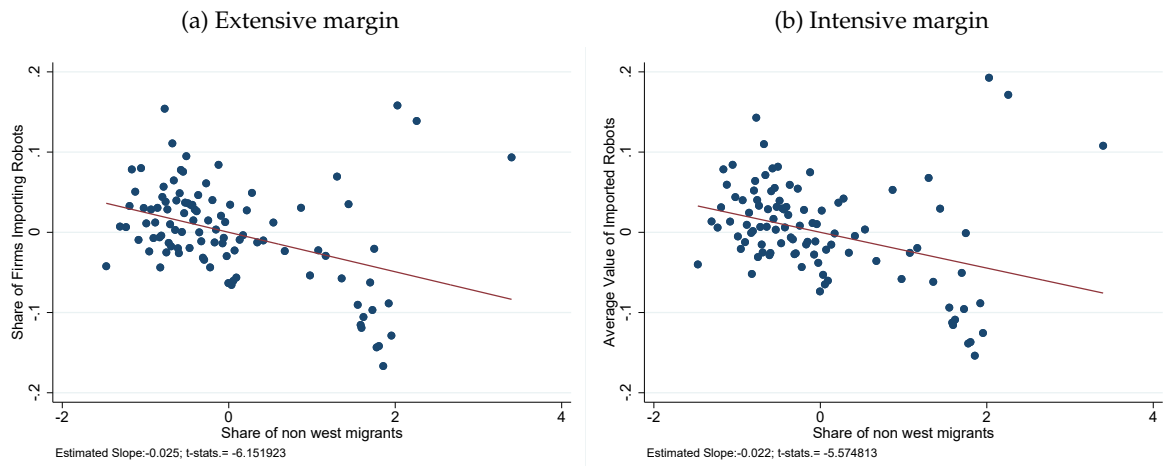 (a) Extensive margin
Share of Firms Importing Robots
.2
.1
0
-.1
-.2
-2
0
2
4
Share of non west migrants
Estimated Slope:-0.025; t-stats.= -6.151923
(b) Intensive margin
Average Value of Imported Robots
.2
.1
0
-.1
-.2
-2
0
2
4
Share of non west migrants
Estimated Slope:-0.022; t-stats.= -5.574813